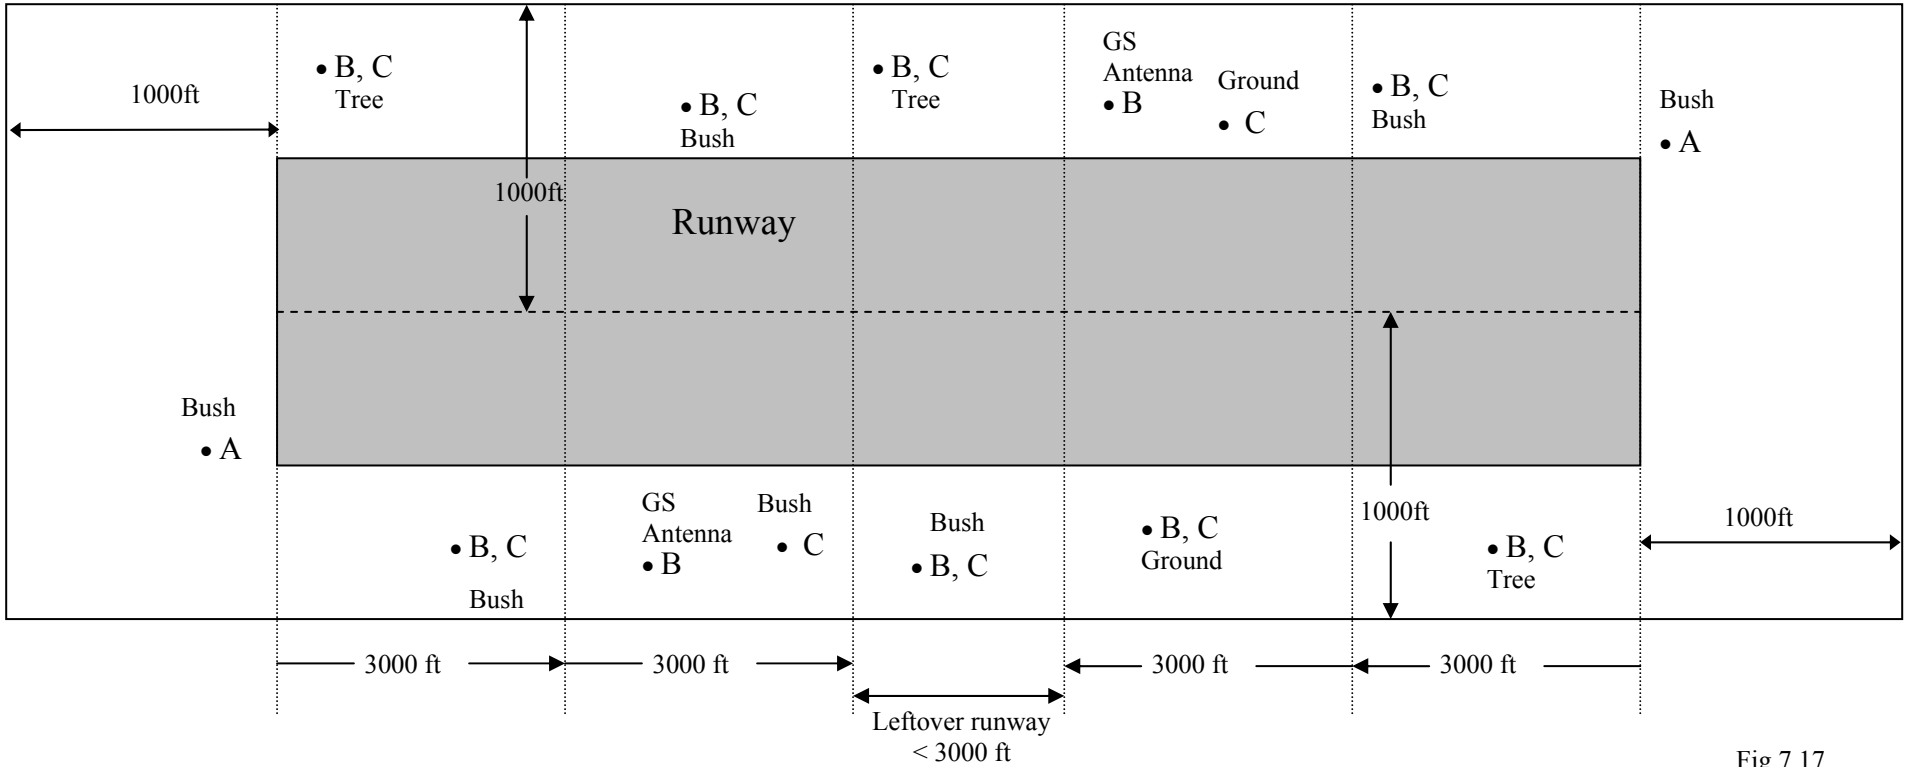 GS
Antenna
• B
Ground
• C
• B, C
Tree
• B, C
Bush
• B, C
Tree
• B, C
Bush
Bush
• A
1000ft
1000ft
Runway
Bush
• A
• B, C
Bush
GS
Antenna
• B
Bush
• C
Bush
• B, C
• B, C
Ground
1000ft
• B, C
Tree
1000ft
3000 ft
3000 ft
3000 ft
3000 ft
Leftover runway
< 3000 ft
Fig 7.17